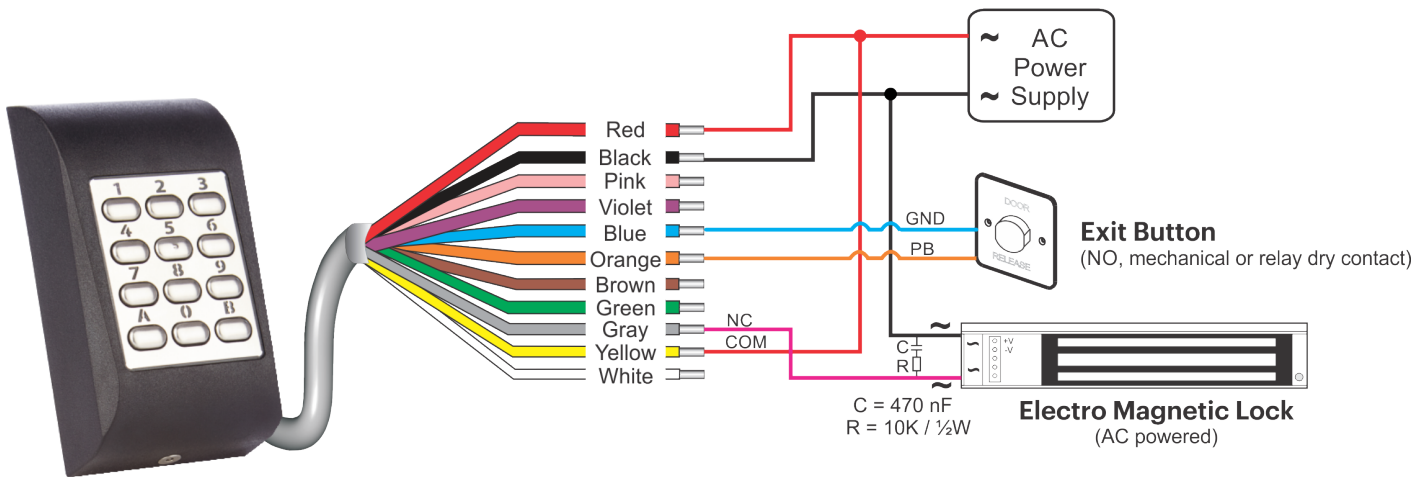 1 2 3
4 5 6
7 8 9
A 0 B
Red
Black
Pink
Violet
Blue
Orange
Brown
Green
Gray
Yellow
White
GND
PB
NC
COM
~ AC
Power
~ Supply
DOOR
RELEASE
Exit Button
(NO, mechanical or relay dry contact)
~
C
R
~
~
~
+V
-V
C = 470 nF
R = 10K / ½W
Electro Magnetic Lock
(AC powered)